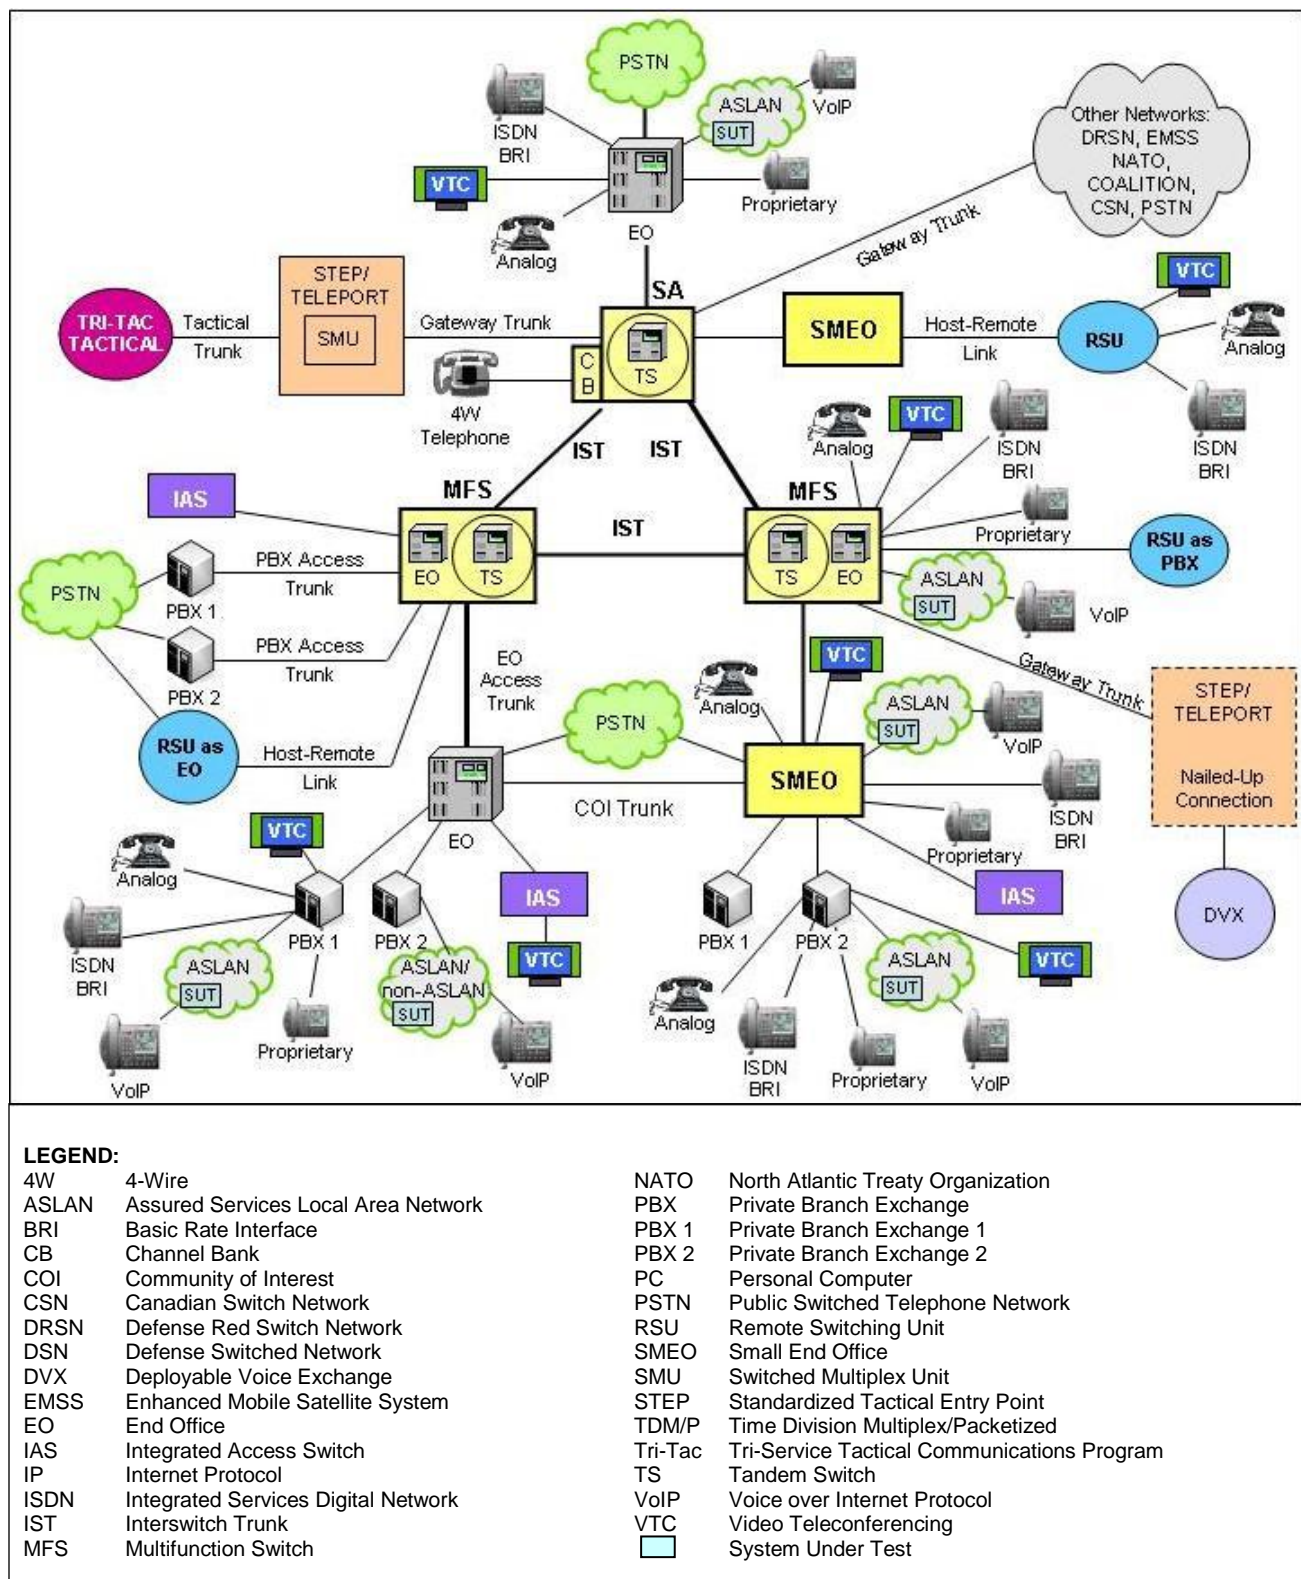 PSTN
ASLAN
SUT
VoIP
ISDN
BRI
VTC
Proprietary
EO
Analog
Other Networks:
DRSN, EMSS
NATO,
COALITION,
CSN, PSTN
Gateway Trunk
SA
STEP/
TELEPORT
SMU
TRI-TAC
TACTICAL
Tactical
Trunk
Gateway Trunk
C
B
TS
4W
Telephone
SMEO
Host-Remote
Link
RSU
VTC
Analog
ISDN
BRI
IST
IST
MFS
IAS
EO
TS
IST
MFS
TS
EO
Analog
VTC
ISDN
BRI
Proprietary
RSU as
PBX
ASLAN
SUT
VoIP
Gateway Trunk
STEP/
TELEPORT
Nailed-Up
Connection
DVX
PSTN
PBX 1
PBX Access
Trunk
PBX 2
PBX Access
Trunk
RSU as
EO
Host-Remote
Link
EO
Access
Trunk
EO
PSTN
COI Trunk
Analog
VTC
ASLAN
SUT
VoIP
SMEO
ISDN
BRI
Proprietary
IAS
VTC
Analog
ISDN
BRI
PBX 1
ASLAN
SUT
VoIP
Proprietary
PBX 2
ASLAN/
non-ASLAN
SUT
VoIP
IAS
VTC
PBX 1
PBX 2
Analog
ISDN
BRI
Proprietary
ASLAN
SUT
VoIP
VTC
LEGEND:
4W 4-Wire
ASLAN Assured Services Local Area Network
BRI Basic Rate Interface
CB Channel Bank
COI Community of Interest
CSN Canadian Switch Network
DRSN Defense Red Switch Network
DSN Defense Switched Network
DVX Deployable Voice Exchange
EMSS Enhanced Mobile Satellite System
EO End Office
IAS Integrated Access Switch
IP Internet Protocol
ISDN Integrated Services Digital Network
IST Interswitch Trunk
MFS Multifunction Switch
NATO North Atlantic Treaty Organization
PBX Private Branch Exchange
PBX 1 Private Branch Exchange 1
PBX 2 Private Branch Exchange 2
PC Personal Computer
PSTN Public Switched Telephone Network
RSU Remote Switching Unit
SMEO Small End Office
SMU Switched Multiplex Unit
STEP Standardized Tactical Entry Point
TDM/P Time Division Multiplex/Packetized
Tri-Tac Tri-Service Tactical Communications Program
TS Tandem Switch
VoIP Voice over Internet Protocol
VTC Video Teleconferencing
System Under Test